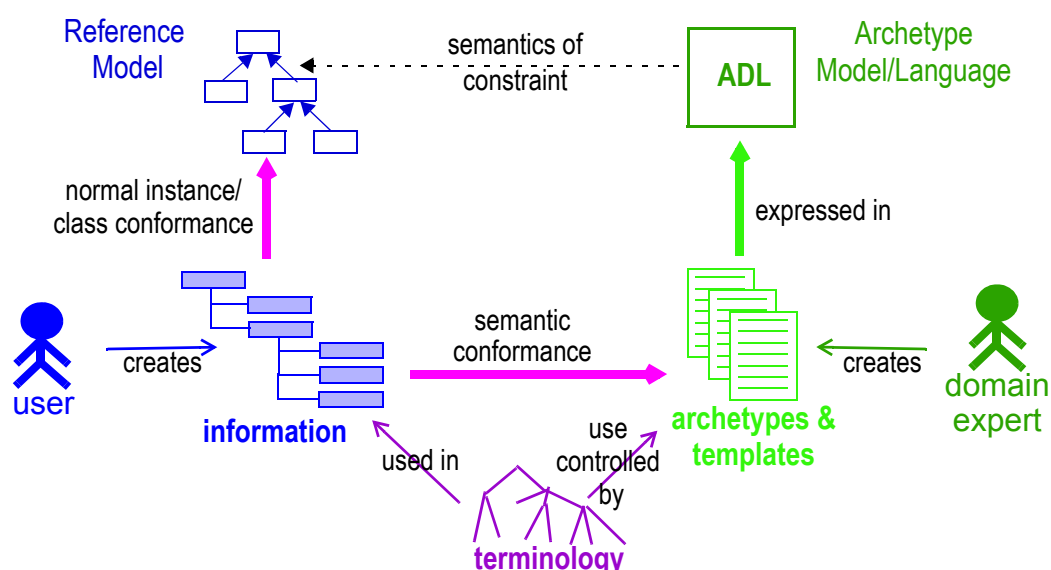 Reference
Model
semantics of
constraint
ADL
Archetype
Model/Language
normal instance/
class conformance
expressed in
user
creates
information
semantic
conformance
archetypes &
templates
creates
domain
expert
used in
use
controlled
by
terminology